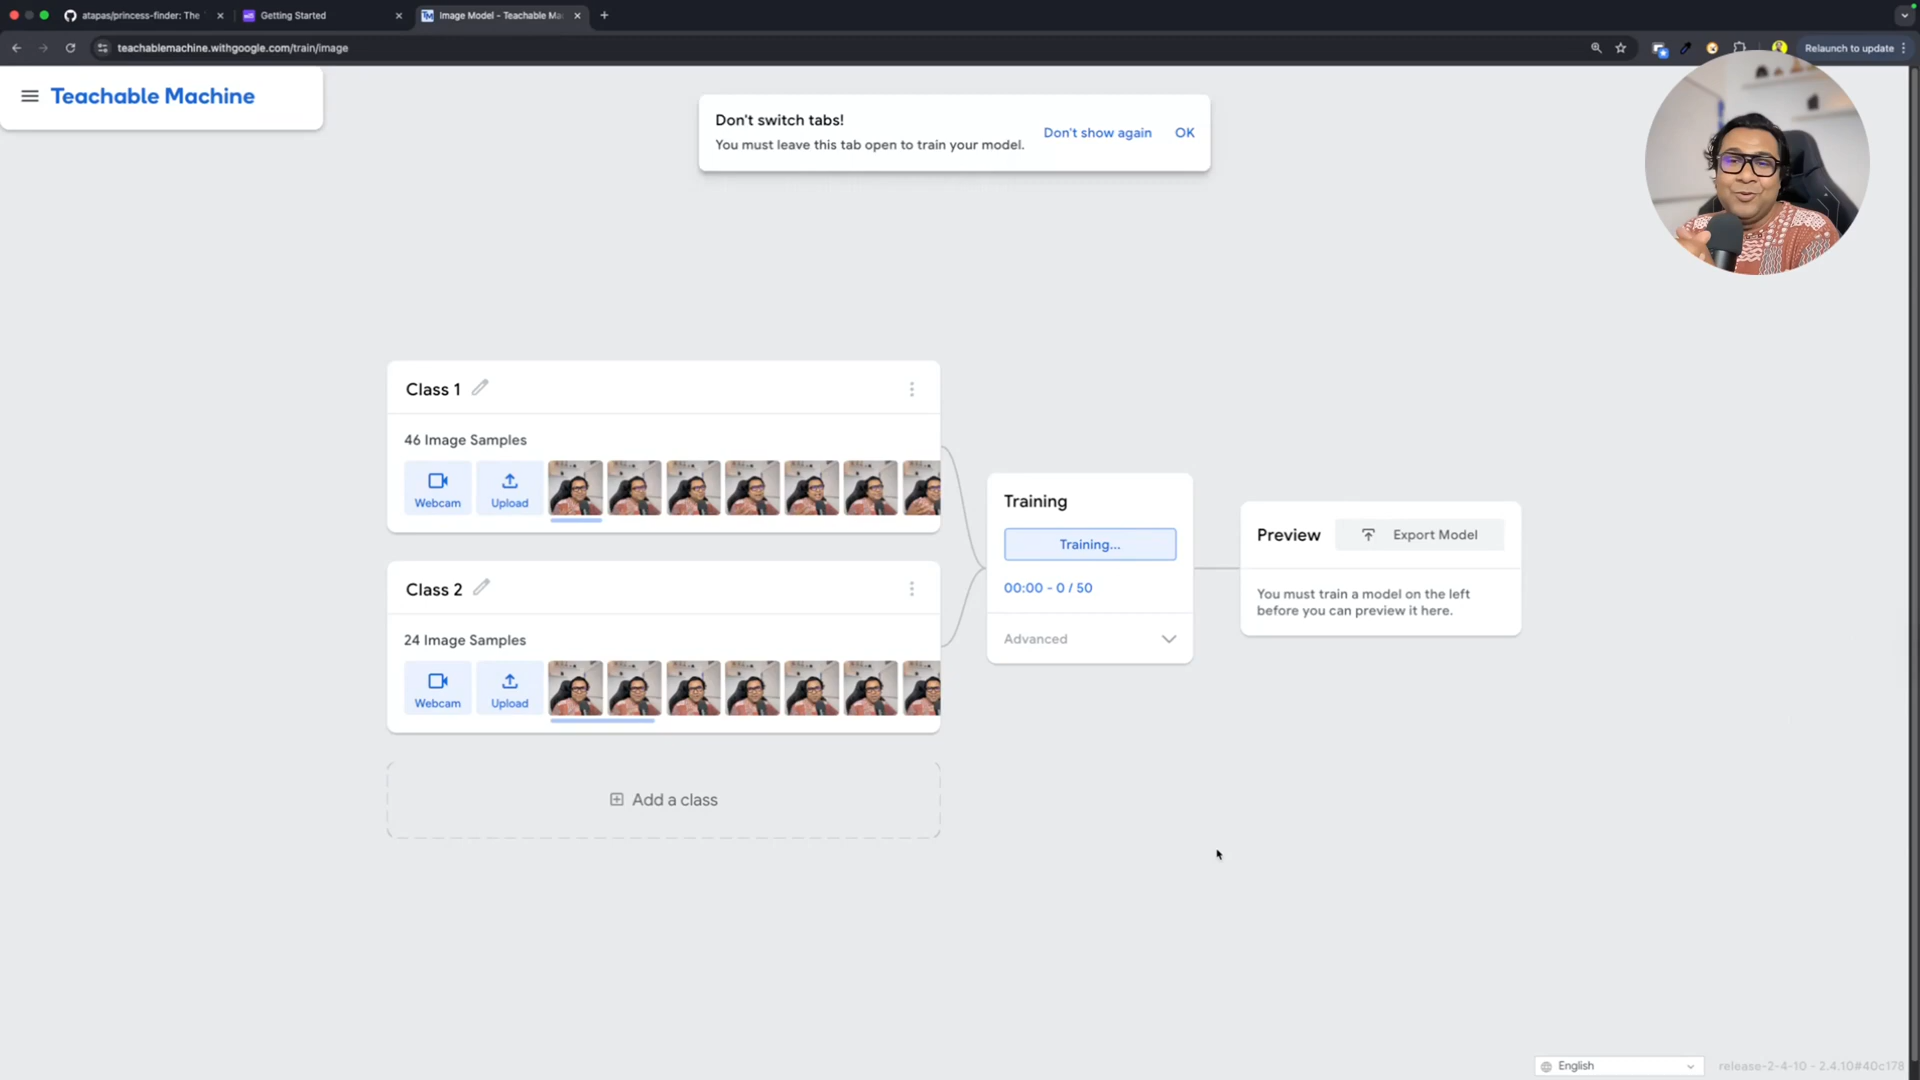 atapas/princess-finder: The
Getting Started
Image Model - Teachable Ma
teachablemachine.withgoogle.com/train/image
Relaunch to update
Teachable Machine
Don't switch tabs!
You must leave this tab open to train your model.
Don't show again
OK
Class 1
46 Image Samples
Webcam
Upload
Class 2
24 Image Samples
Webcam
Upload
Add a class
Training
Training...
00:00 - 0 / 50
Advanced
Preview
Export Model
You must train a model on the left
before you can preview it here.
English
release-2-4-10 - 2.4.10#40c178